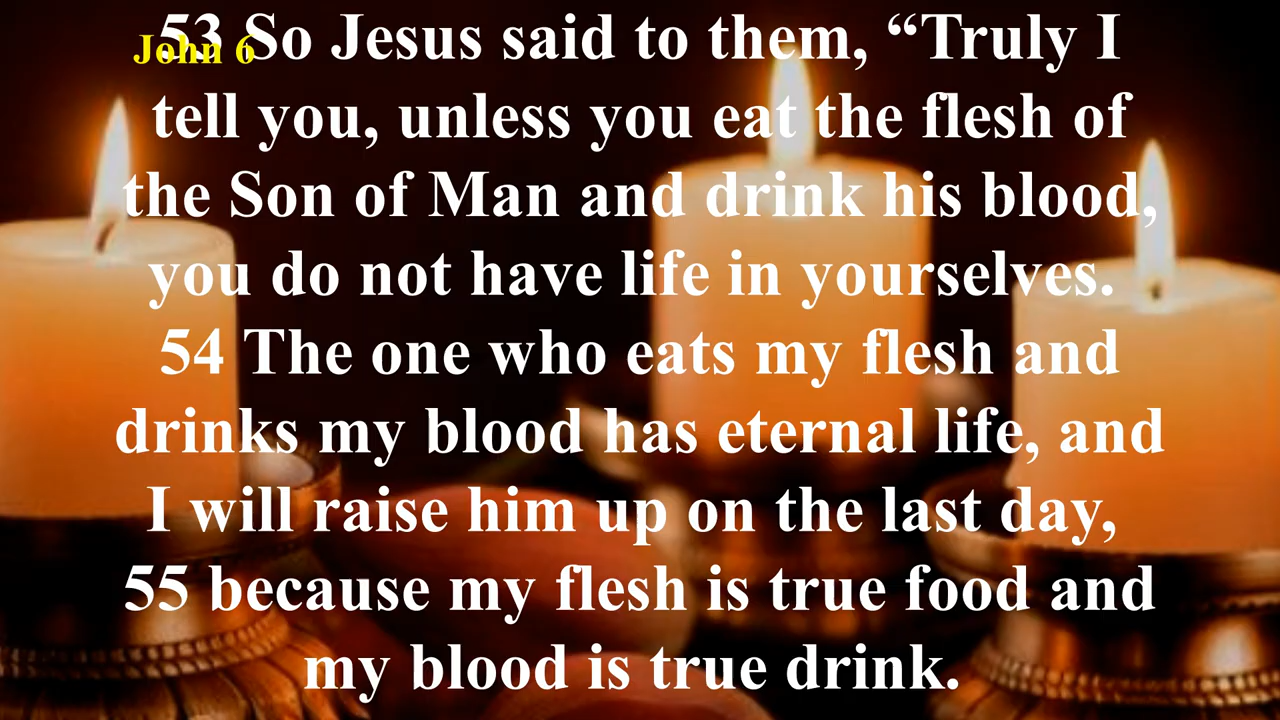 John 6
53 So Jesus said to them, “Truly I
tell you, unless you eat the flesh of
the Son of Man and drink his blood,
you do not have life in yourselves.
54 The one who eats my flesh and
drinks my blood has eternal life, and
I will raise him up on the last day,
55 because my flesh is true food and
my blood is true drink.